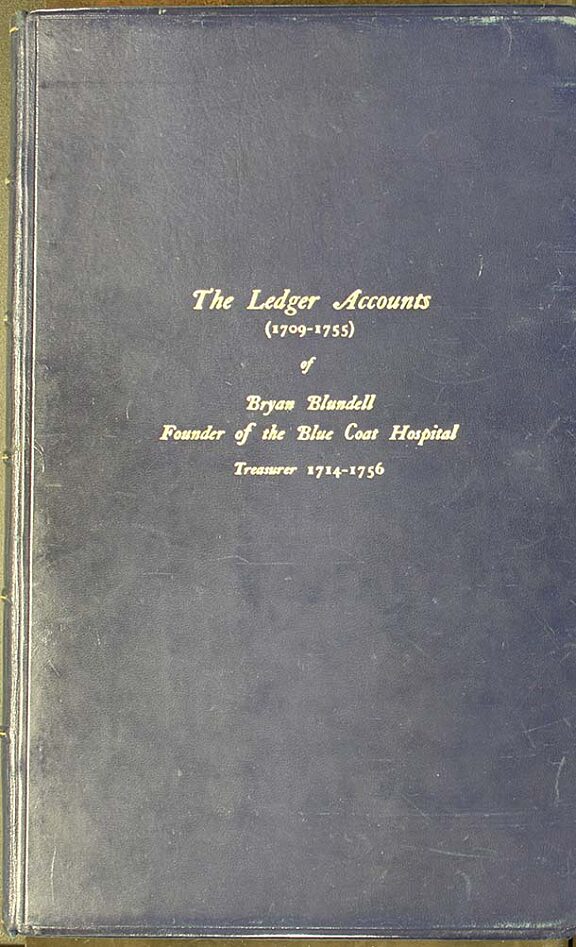 The Ledger Accounts
(1709-1755)
of
Bryan Blundell
Founder of the Blue Coat Hospital
Treasurer 1714-1756